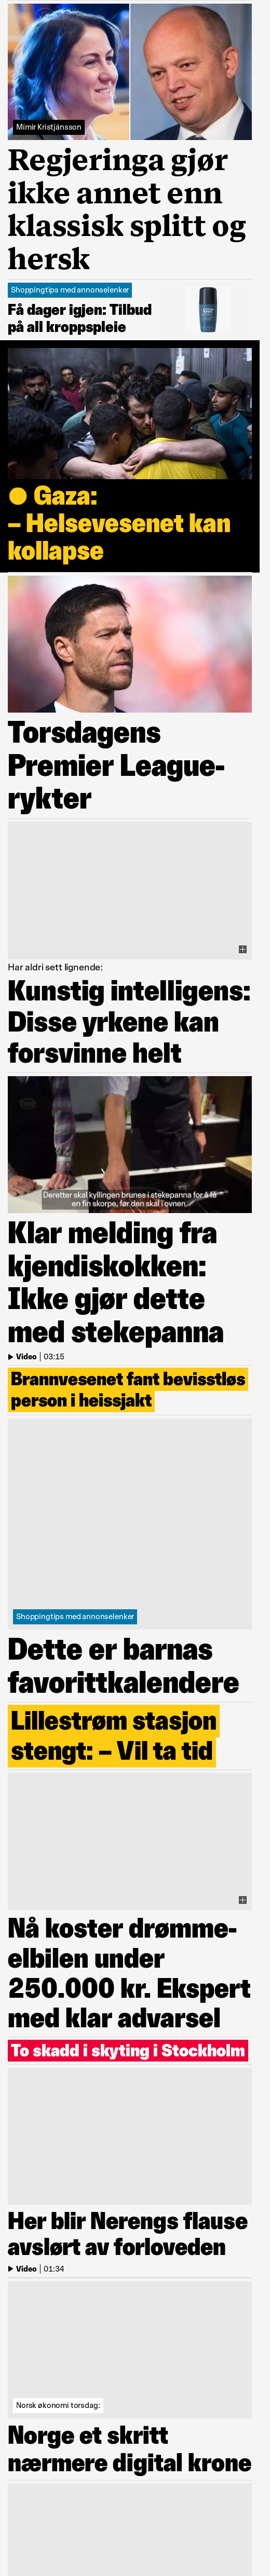 Mimir Kristjánsson
Regjeringa gjør
ikke annet enn
klassisk splitt og
hersk
Shoppingtips med annonselenker
Få dager igjen: Tilbud
på all kroppspleie
Gaza:
– Helsevesenet kan
kollapse
Torsdagens
Premier League-
rykter
Har aldri sett lignende:
Kunstig intelligens:
Disse yrkene kan
forsvinne helt
Deretter skal kyllingen brunes i stekepanna for å få
en fin skorpe, før den skal i ovnen.
Klar melding fra
kjendiskokken:
Ikke gjør dette
med stekepanna
Video | 03:15
Brannvesenet fant bevisstløs
person i heissjakt
Shoppingtips med annonselenker
Dette er barnas
favorittkalendere
Lillestrøm stasjon
stengt: – Vil ta tid
Nå koster drømme-
elbilen under
250.000 kr. Ekspert
med klar advarsel
To skadd i skyting i Stockholm
Her blir Nerengs flause
avslørt av forloveden
Video | 01:34
Norsk økonomi torsdag:
Norge et skritt
nærmere digital krone